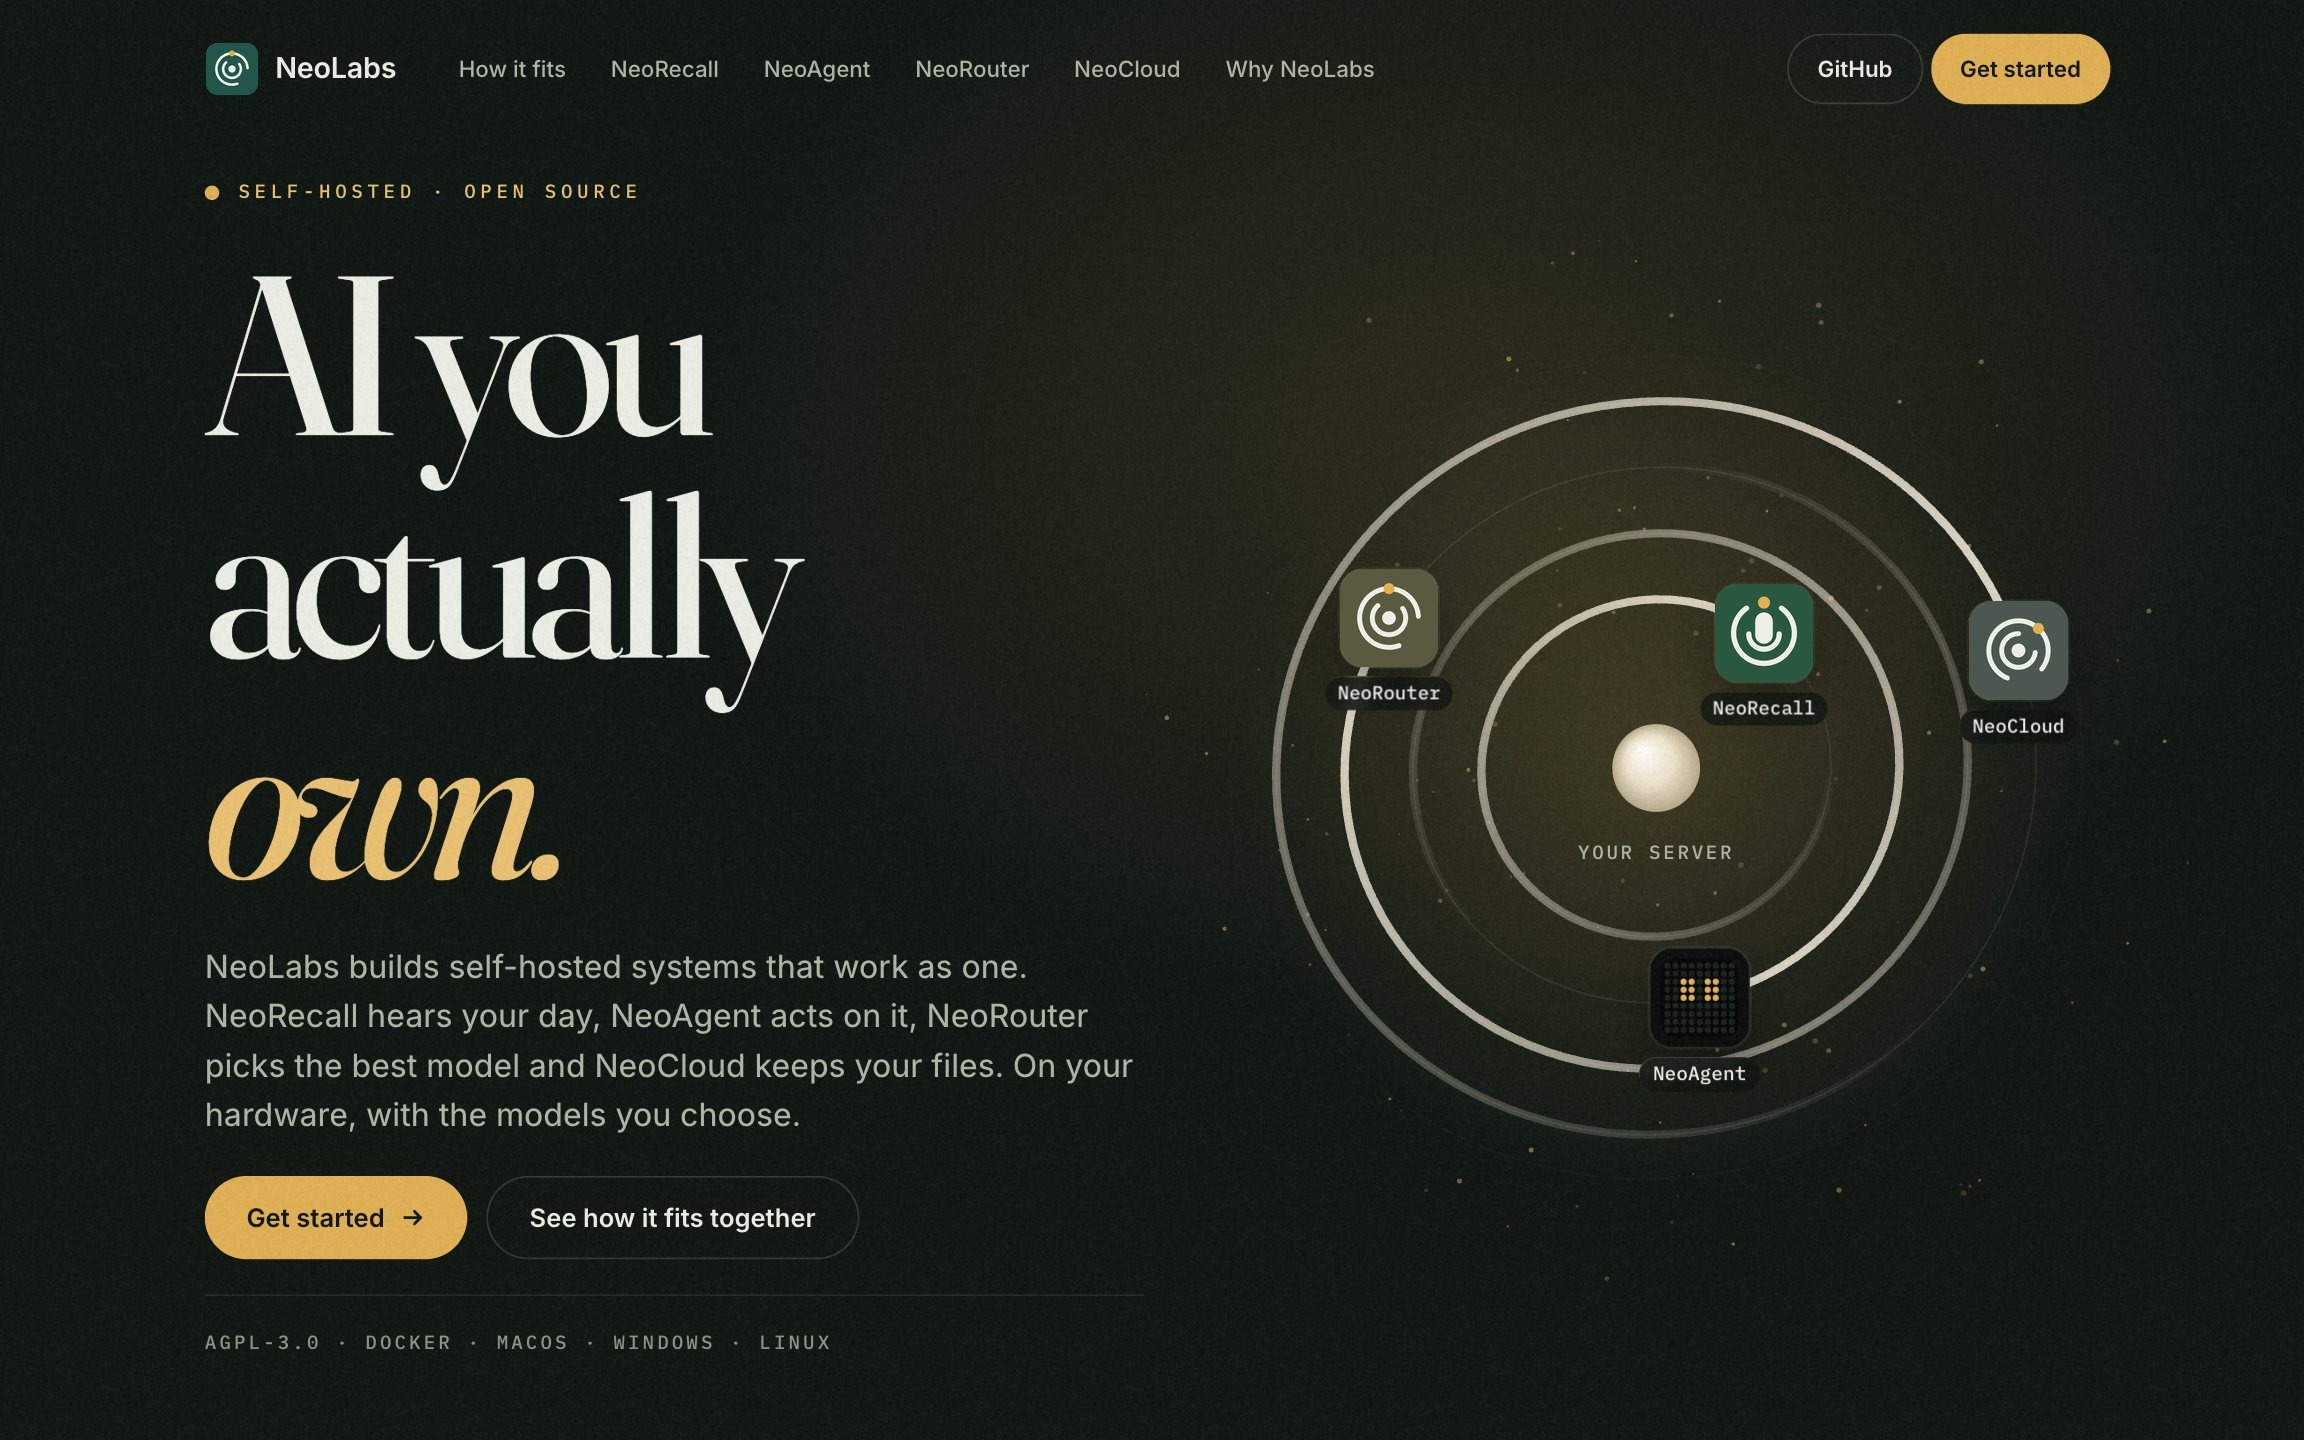 NeoLabs
How it fits
NeoRecall
NeoAgent
NeoRouter
NeoCloud
Why NeoLabs
GitHub
Get started
SELF-HOSTED · OPEN SOURCE
AI you
actually
own.
NeoLabs builds self-hosted systems that work as one.
NeoRecall hears your day, NeoAgent acts on it, NeoRouter
picks the best model and NeoCloud keeps your files. On your
hardware, with the models you choose.
Get started →
See how it fits together
AGPL-3.0 · DOCKER · MACOS · WINDOWS · LINUX
NeoRouter
NeoRecall
NeoCloud
YOUR SERVER
NeoAgent